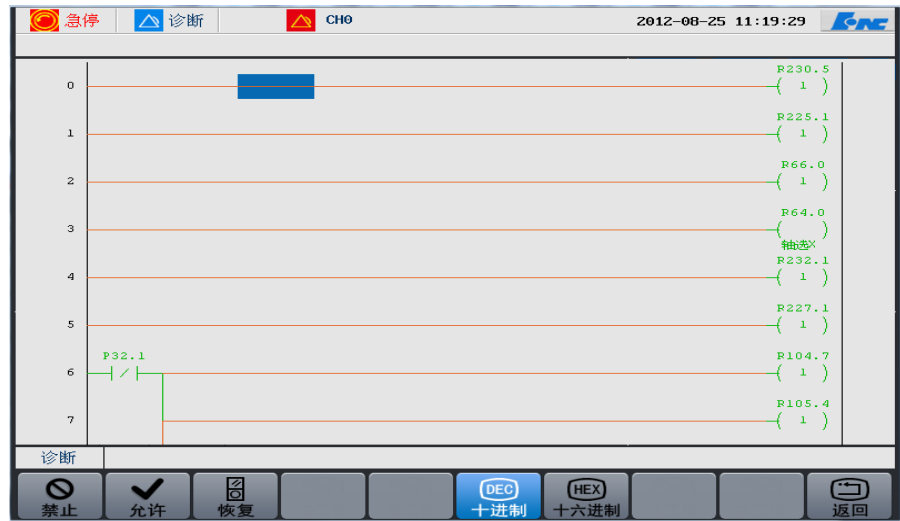 急停 诊断 CH0 2012-08-25 11:19:29 KNC
R230.5
0 ( 1 )
R225.1
1 ( 1 )
R66.0
2 ( 1 )
R64.0
3 ( )
轴选X
R232.1
4 ( 1 )
R227.1
5 ( 1 )
P32.1 R104.7
6 / ( 1 )
R105.4
7 ( 1 )
诊断
DEC HEX
禁止 允许 恢复 十进制 十六进制 返回